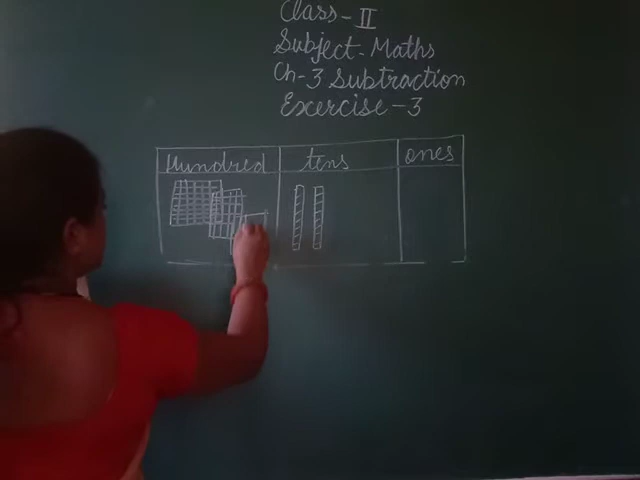 Class - II
Subject - Maths
Ch-3 Subtraction
Exercise - 3
Hundred tens ones